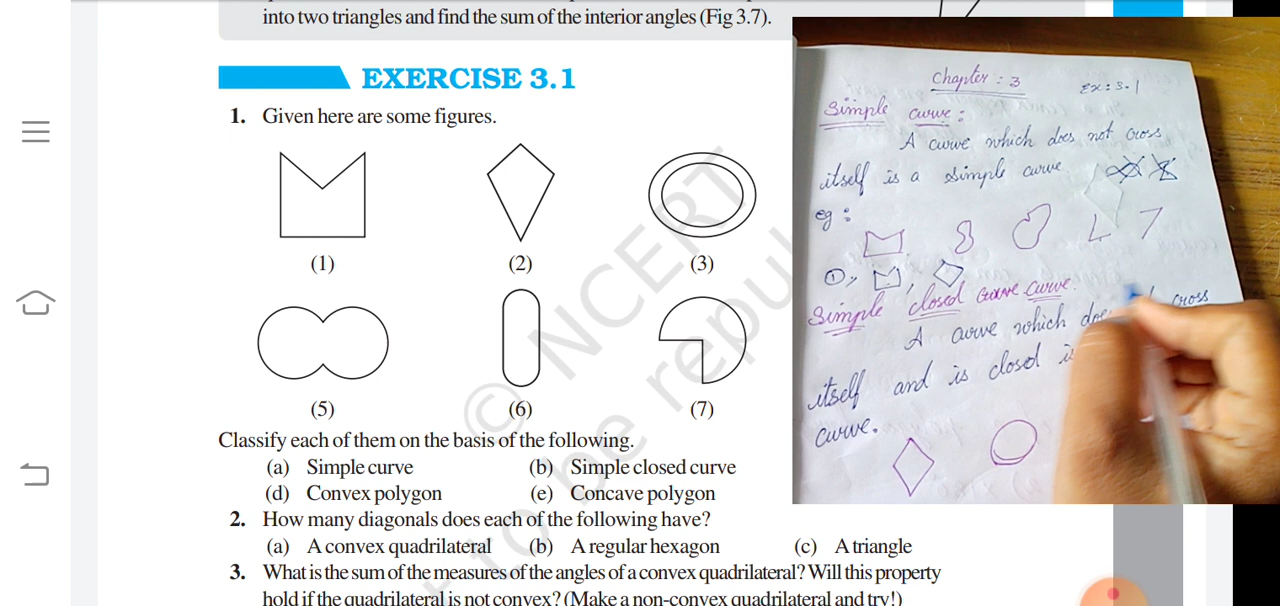 into two triangles and find the sum of the interior angles (Fig 3.7).
EXERCISE 3.1
1. Given here are some figures.
(1) (2) (3)
(5) (6) (7)
Classify each of them on the basis of the following.
(a) Simple curve (b) Simple closed curve
(d) Convex polygon (e) Concave polygon
2. How many diagonals does each of the following have?
(a) A convex quadrilateral (b) A regular hexagon (c) A triangle
3. What is the sum of the measures of the angles of a convex quadrilateral? Will this property
hold if the quadrilateral is not convex? (Make a non-convex quadrilateral and try!)
© NCERT
to be repu
Chapter : 3 Ex : 3.1
Simple curve :
A curve which does not cross
itself is a simple curve
eg :
Simple closed curve.
A curve which does cross
itself and is closed is
curve.